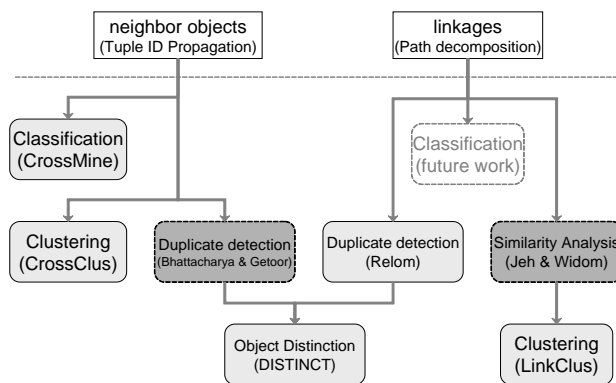 neighbor objects
(Tuple ID Propagation)
linkages
(Path decomposition)
Classification
(CrossMine)
Classification
(future work)
Clustering
(CrossClus)
Duplicate detection
(Bhattacharya & Getoor)
Duplicate detection
(Relom)
Similarity Analysis
(Jeh & Widom)
Object Distinction
(DISTINCT)
Clustering
(LinkClus)